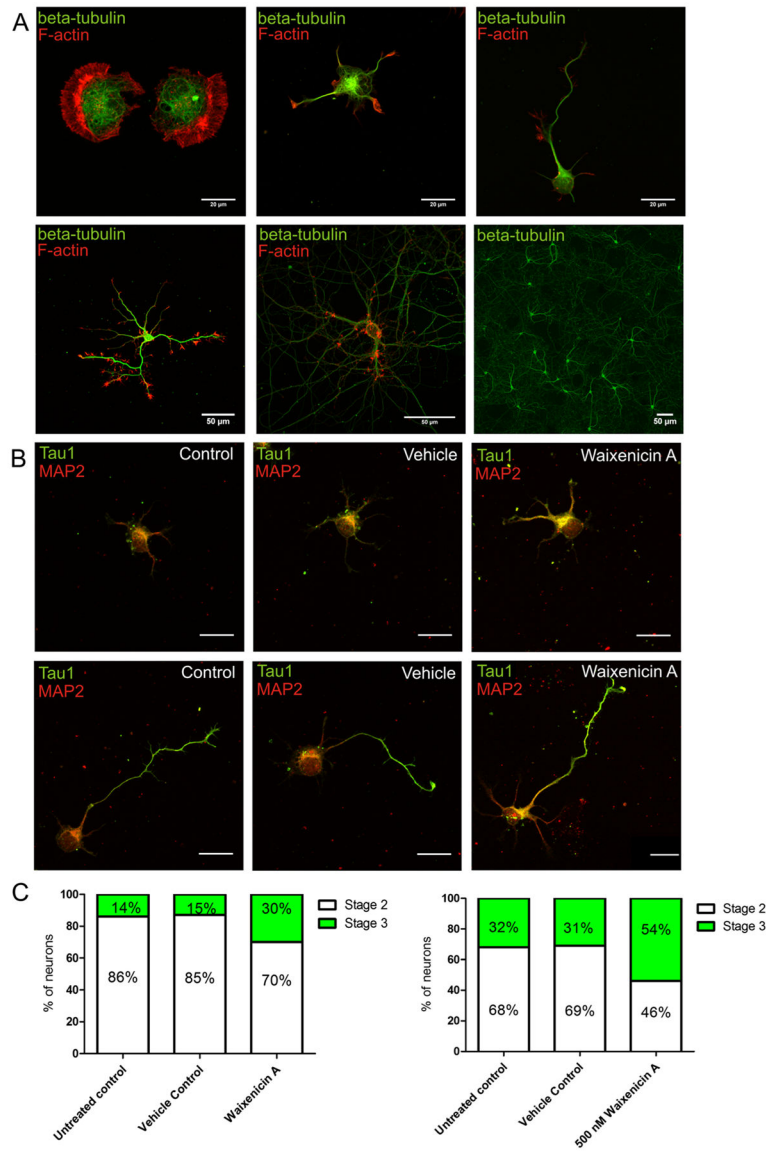 A
beta-tubulin
F-actin
20 µm
beta-tubulin
F-actin
20 µm
beta-tubulin
F-actin
20 µm
beta-tubulin
F-actin
50 µm
beta-tubulin
F-actin
50 µm
beta-tubulin
50 µm
B
Tau1 Control
MAP2
Tau1 Vehicle
MAP2
Tau1 Waixenicin A
MAP2
Tau1 Control
MAP2
Tau1 Vehicle
MAP2
Tau1 Waixenicin A
MAP2
C
% of neurons
100
80
60
40
20
0
14%
15%
30%
86%
85%
70%
Stage 2
Stage 3
Untreated control
Vehicle Control
Waixenicin A
% of neurons
100
80
60
40
20
0
32%
31%
54%
68%
69%
46%
Stage 2
Stage 3
Untreated control
Vehicle Control
500 nM Waixenicin A